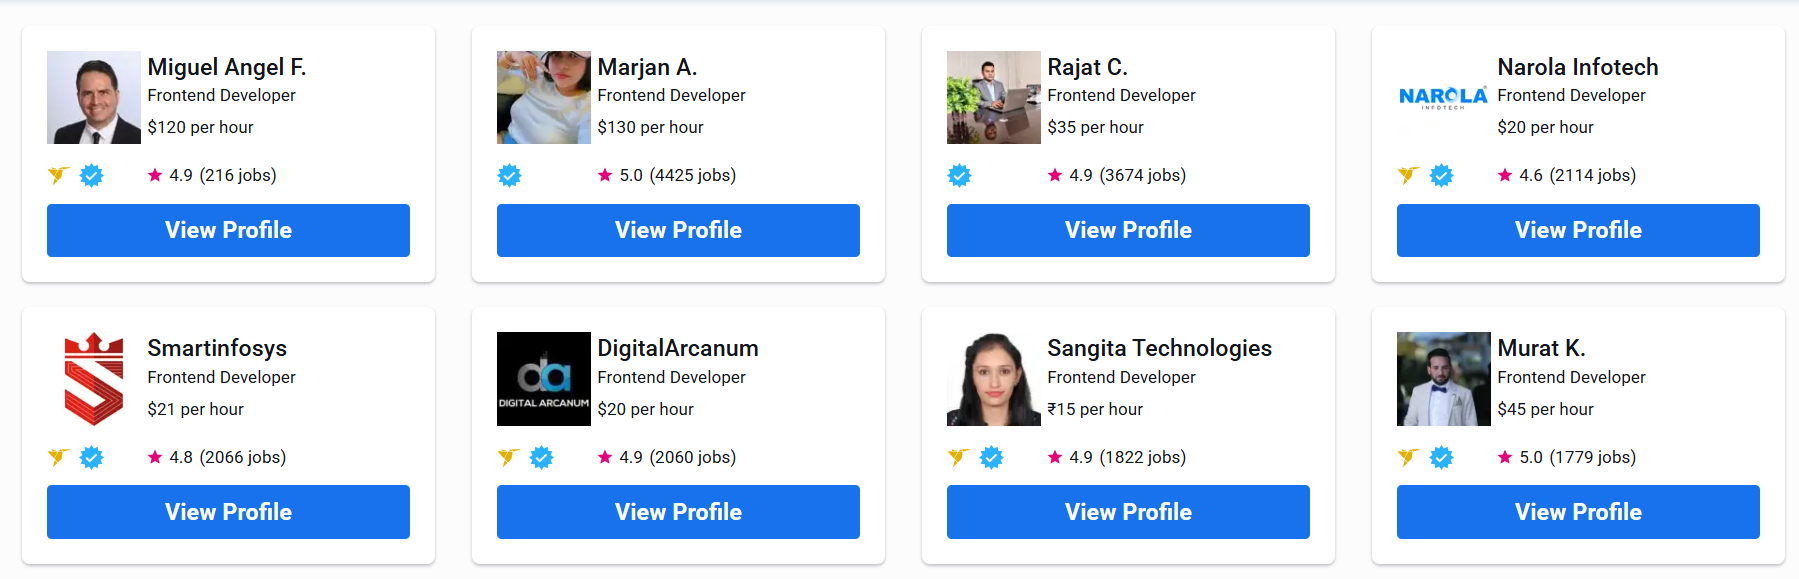 Miguel Angel F.
Frontend Developer
$120 per hour
4.9 (216 jobs)
View Profile
Marjan A.
Frontend Developer
$130 per hour
5.0 (4425 jobs)
View Profile
Rajat C.
Frontend Developer
$35 per hour
4.9 (3674 jobs)
View Profile
NAROLA
INFOTECH
Narola Infotech
Frontend Developer
$20 per hour
4.6 (2114 jobs)
View Profile
Smartinfosys
Frontend Developer
$21 per hour
4.8 (2066 jobs)
View Profile
da
DIGITAL ARCANUM
DigitalArcanum
Frontend Developer
$20 per hour
4.9 (2060 jobs)
View Profile
Sangita Technologies
Frontend Developer
₹15 per hour
4.9 (1822 jobs)
View Profile
Murat K.
Frontend Developer
$45 per hour
5.0 (1779 jobs)
View Profile